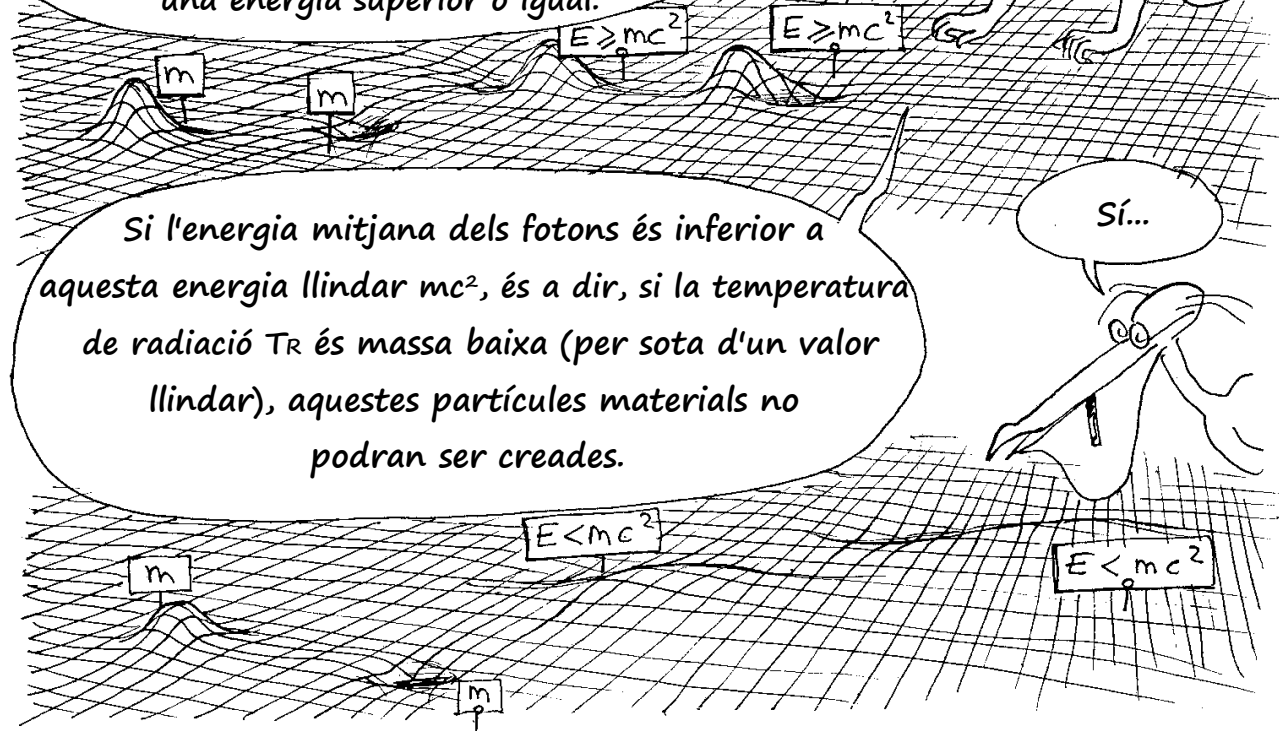 una energia superior o igual.
E ⩾ mc²
E ⩾ mc²
m
m
Si l'energia mitjana dels fotons és inferior a
aquesta energia llindar mc², és a dir, si la temperatura
de radiació TR és massa baixa (per sota d'un valor
llindar), aquestes partícules materials no
podran ser creades.
Sí...
E < mc²
E < mc²
m
m